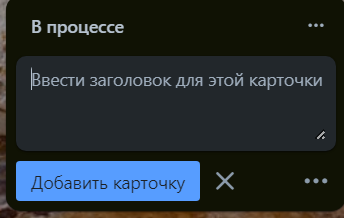 В процессе
Ввести заголовок для этой карточки
Добавить карточку